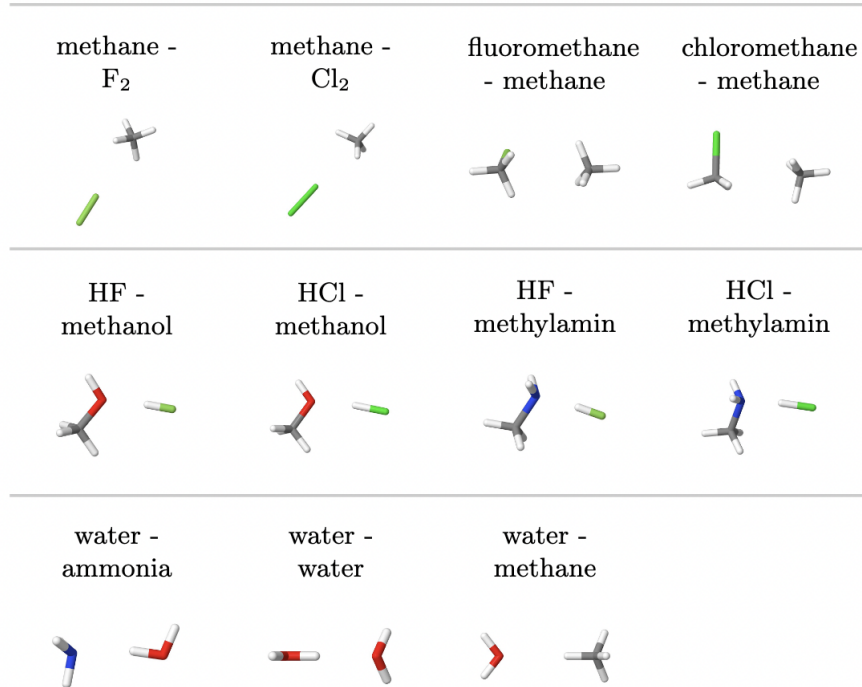 methane -
F₂
methane -
Cl₂
fluoromethane
- methane
chloromethane
- methane
HF -
methanol
HCl -
methanol
HF -
methylamin
HCl -
methylamin
water -
ammonia
water -
water
water -
methane